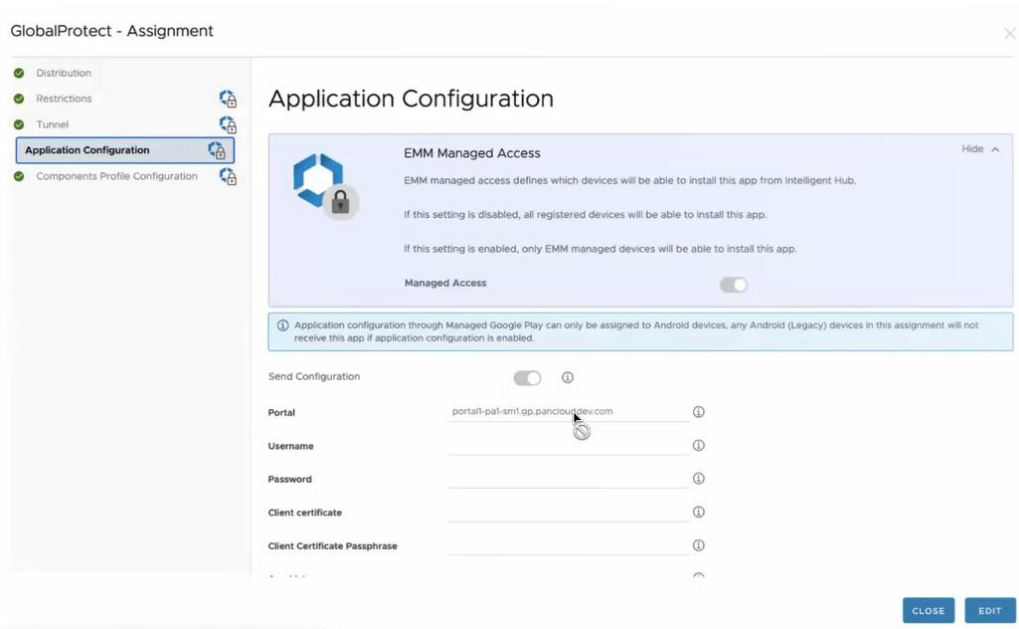 GlobalProtect - Assignment
Distribution
Restrictions
Tunnel
Application Configuration
Components Profile Configuration
Application Configuration
EMM Managed Access
Hide
EMM managed access defines which devices will be able to install this app from Intelligent Hub.
If this setting is disabled, all registered devices will be able to install this app.
If this setting is enabled, only EMM managed devices will be able to install this app.
Managed Access
Application configuration through Managed Google Play can only be assigned to Android devices, any Android (Legacy) devices in this assignment will not
receive this app if application configuration is enabled.
Send Configuration
Portal
portal1-pa1-sm1.gp.panclouddev.com
Username
Password
Client certificate
Client Certificate Passphrase
CLOSE
EDIT